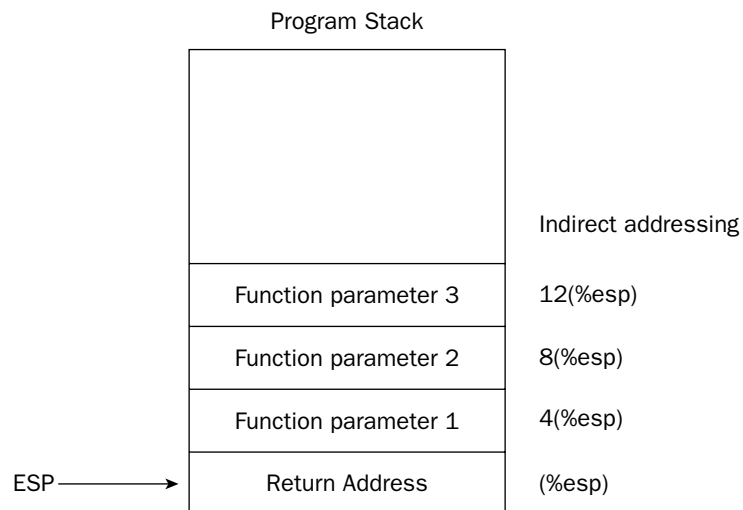 Program Stack
Indirect addressing
Function parameter 3 12(%esp)
Function parameter 2 8(%esp)
Function parameter 1 4(%esp)
ESP Return Address (%esp)